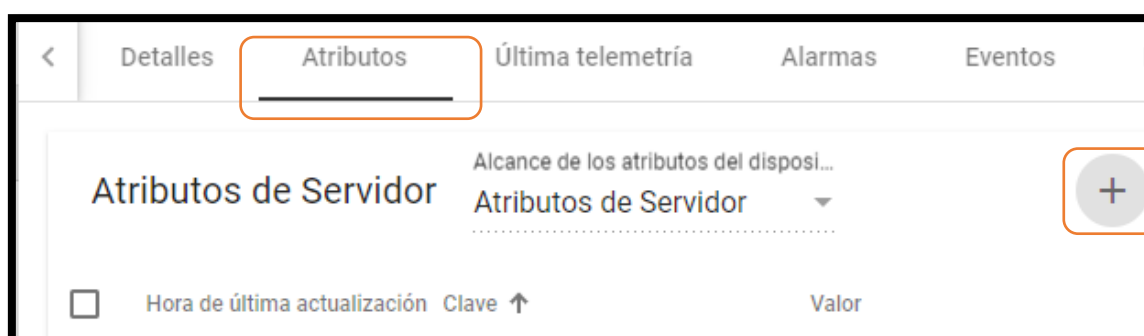 Detalles Atributos Última telemetría Alarmas Eventos
Alcance de los atributos del disposi...
Atributos de Servidor Atributos de Servidor
Hora de última actualización Clave Valor